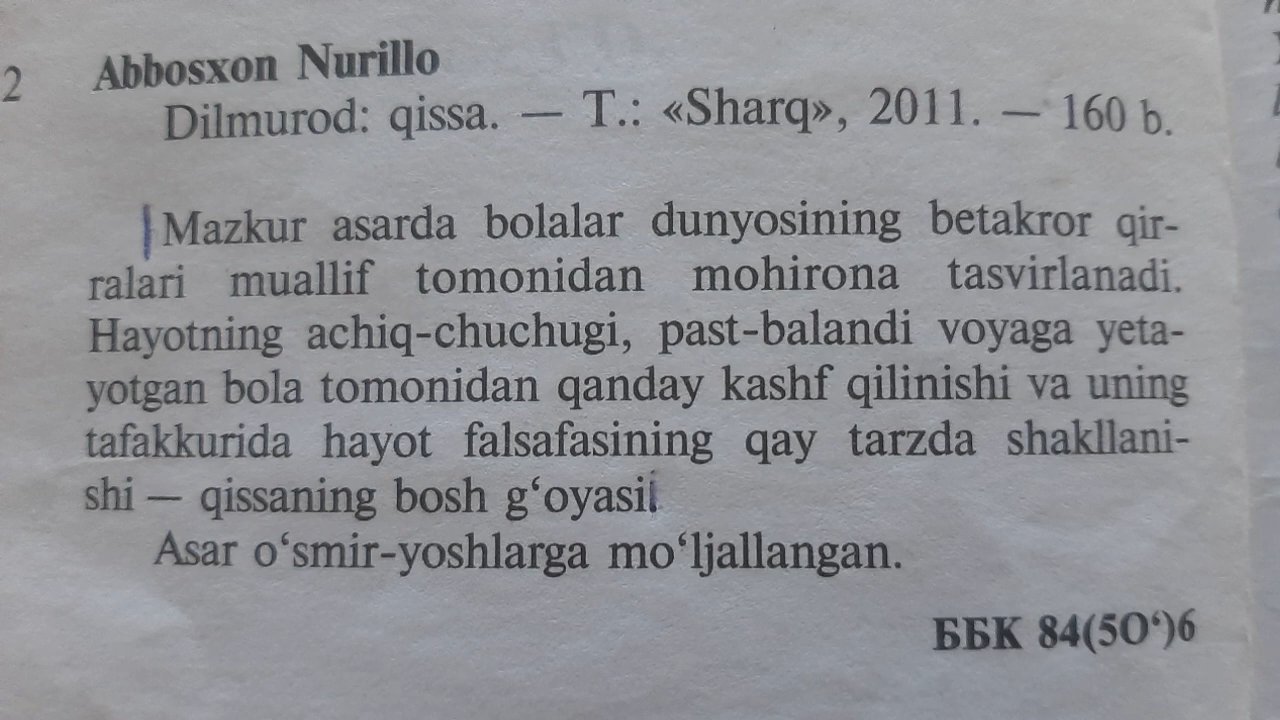 2
Abbosxon Nurillo
Dilmurod: qissa. — T.: «Sharq», 2011. — 160 b.
Mazkur asarda bolalar dunyosining betakror qir-
ralari muallif tomonidan mohirona tasvirlanadi.
Hayotning achiq-chuchugi, past-balandi voyaga yeta-
yotgan bola tomonidan qanday kashf qilinishi va uning
tafakkurida hayot falsafasining qay tarzda shakllani-
shi — qissaning bosh g‘oyasi.
Asar o‘smir-yoshlarga mo‘ljallangan.
ББК 84(5O‘)6